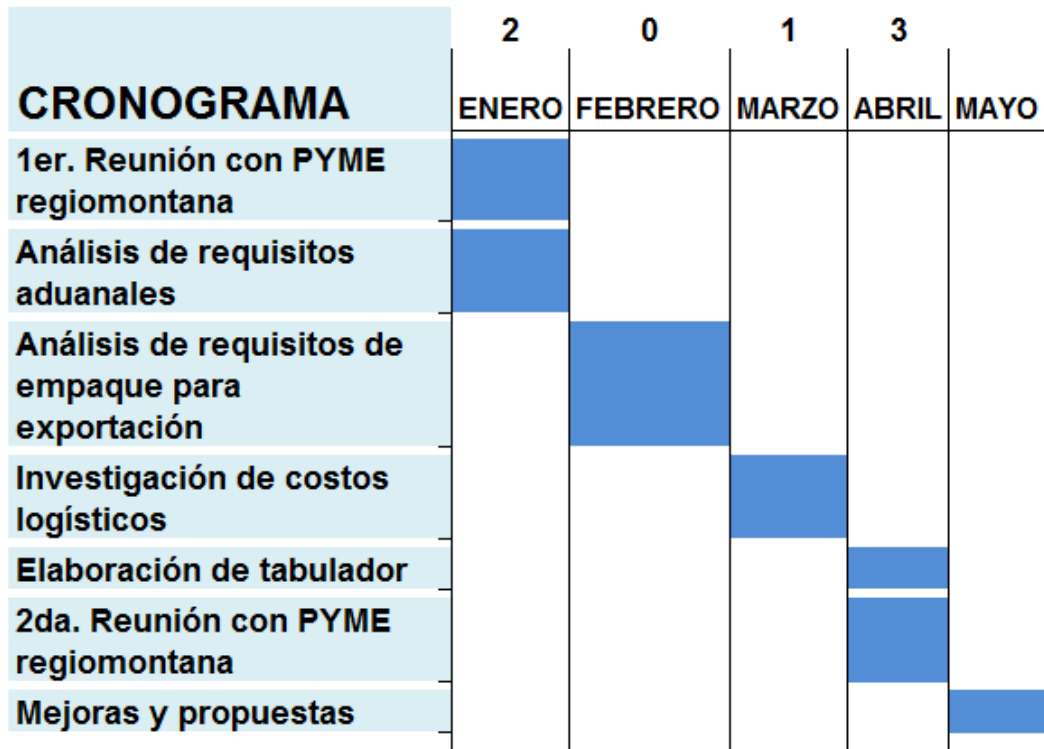 2 0 1 3
CRONOGRAMA
ENERO FEBRERO MARZO ABRIL MAYO
1er. Reunión con PYME
regiomontana
Análisis de requisitos
aduanales
Análisis de requisitos de
empaque para
exportación
Investigación de costos
logísticos
Elaboración de tabulador
2da. Reunión con PYME
regiomontana
Mejoras y propuestas